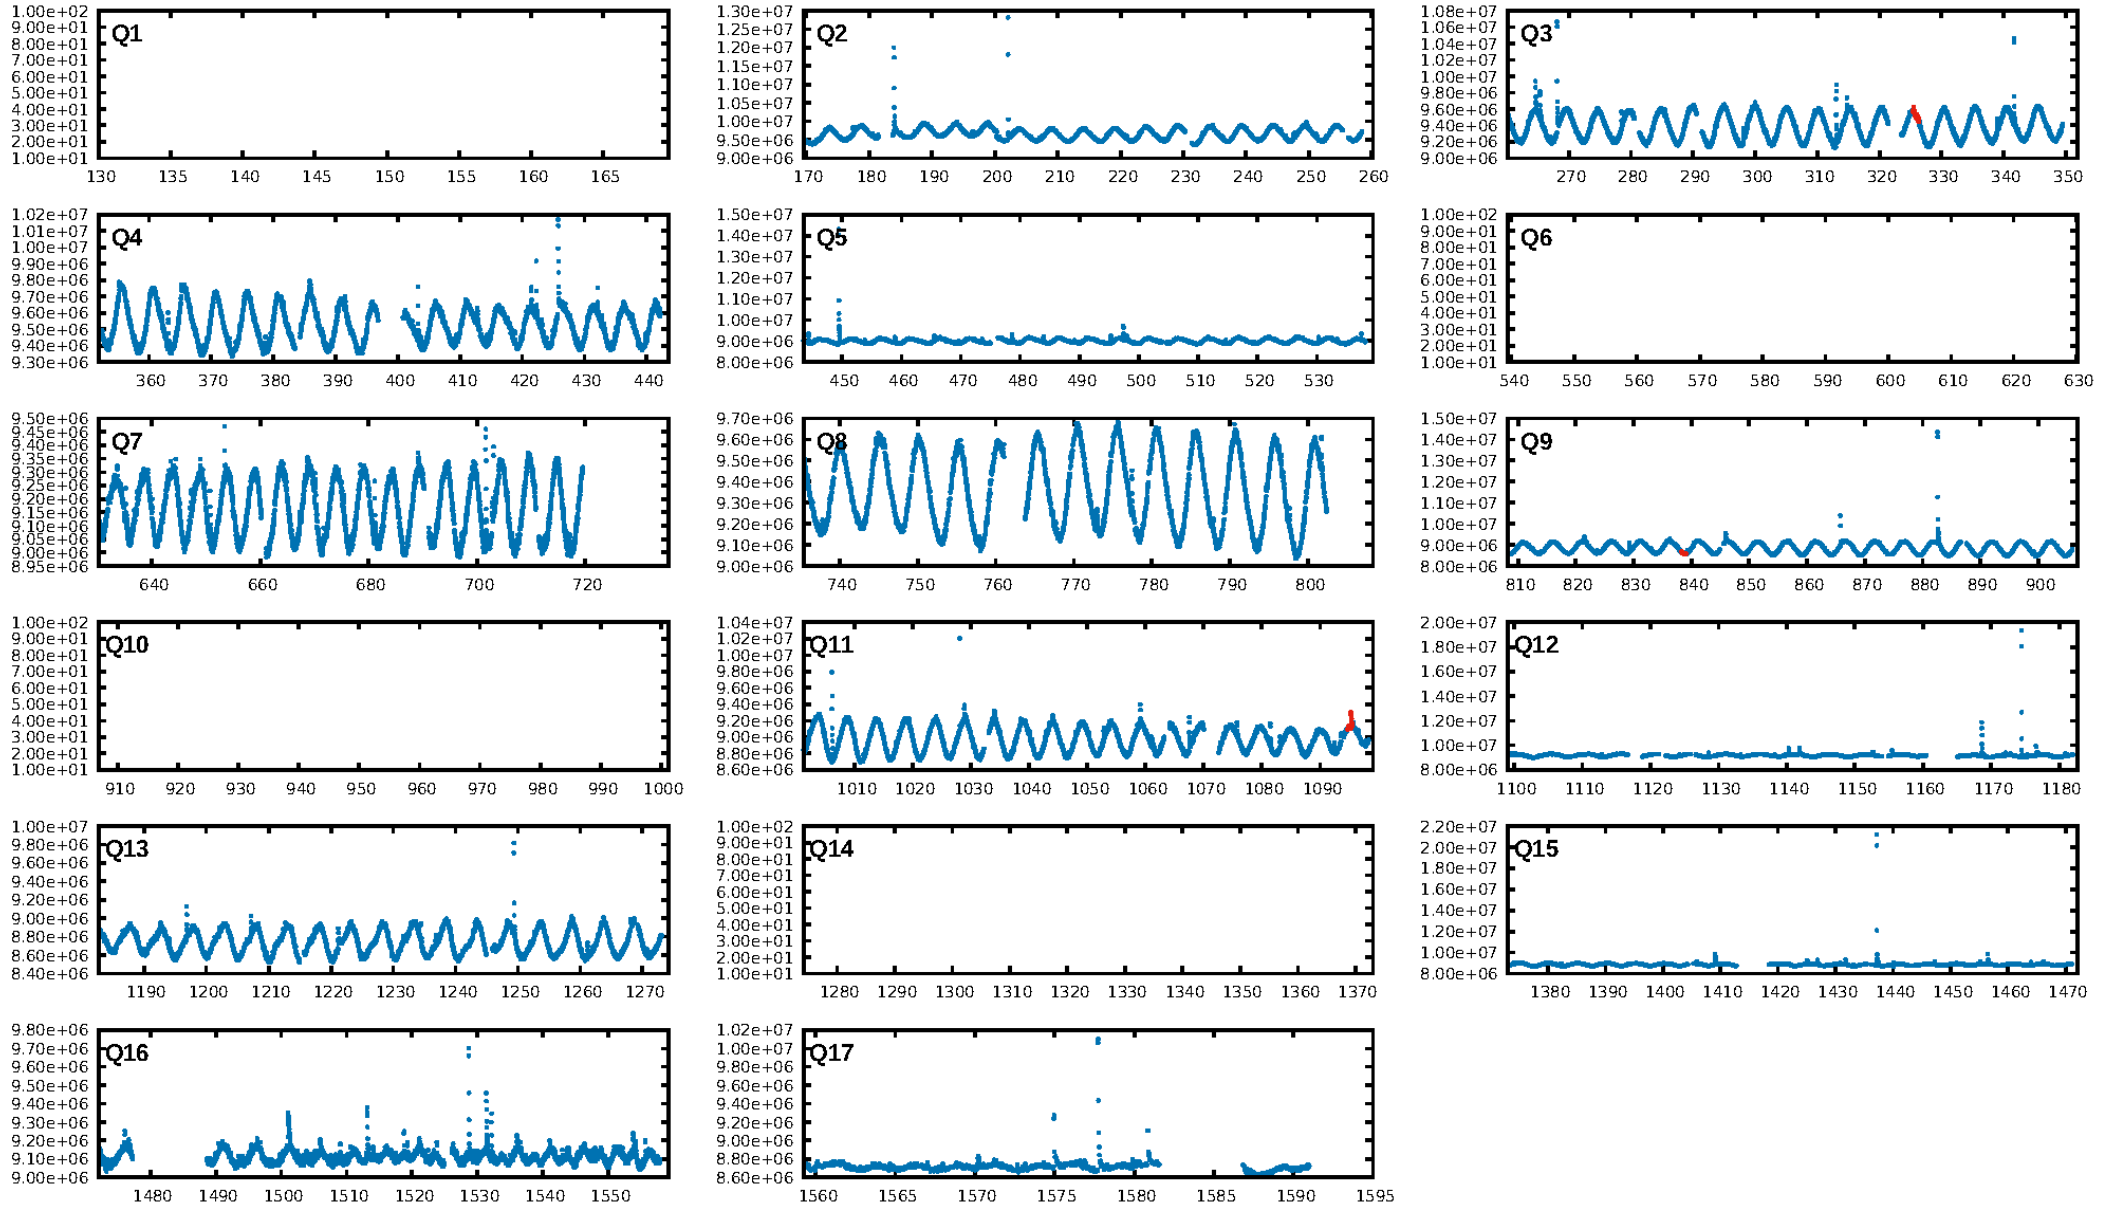 1.00e+02
9.00e+01
8.00e+01
7.00e+01
6.00e+01
5.00e+01
4.00e+01
3.00e+01
2.00e+01
1.00e+01
Q1
130 135 140 145 150 155 160 165
1.30e+07
1.25e+07
1.20e+07
1.15e+07
1.10e+07
1.05e+07
1.00e+07
9.50e+06
9.00e+06
Q2
170 180 190 200 210 220 230 240 250 260
1.08e+07
1.06e+07
1.04e+07
1.02e+07
1.00e+07
9.80e+06
9.60e+06
9.40e+06
9.20e+06
9.00e+06
Q3
270 280 290 300 310 320 330 340 350
1.02e+07
1.01e+07
1.00e+07
9.90e+06
9.80e+06
9.70e+06
9.60e+06
9.50e+06
9.40e+06
9.30e+06
Q4
360 370 380 390 400 410 420 430 440
1.50e+07
1.40e+07
1.30e+07
1.20e+07
1.10e+07
1.00e+07
9.00e+06
8.00e+06
Q5
450 460 470 480 490 500 510 520 530
1.00e+02
9.00e+01
8.00e+01
7.00e+01
6.00e+01
5.00e+01
4.00e+01
3.00e+01
2.00e+01
1.00e+01
Q6
540 550 560 570 580 590 600 610 620 630
9.50e+06
9.45e+06
9.40e+06
9.35e+06
9.30e+06
9.25e+06
9.20e+06
9.15e+06
9.10e+06
9.05e+06
9.00e+06
8.95e+06
Q7
640 660 680 700 720
9.70e+06
9.60e+06
9.50e+06
9.40e+06
9.30e+06
9.20e+06
9.10e+06
9.00e+06
Q8
740 750 760 770 780 790 800
1.50e+07
1.40e+07
1.30e+07
1.20e+07
1.10e+07
1.00e+07
9.00e+06
8.00e+06
Q9
810 820 830 840 850 860 870 880 890 900
1.00e+02
9.00e+01
8.00e+01
7.00e+01
6.00e+01
5.00e+01
4.00e+01
3.00e+01
2.00e+01
1.00e+01
Q10
910 920 930 940 950 960 970 980 990 1000
1.04e+07
1.02e+07
1.00e+07
9.80e+06
9.60e+06
9.40e+06
9.20e+06
9.00e+06
8.80e+06
8.60e+06
Q11
1010 1020 1030 1040 1050 1060 1070 1080 1090
2.00e+07
1.80e+07
1.60e+07
1.40e+07
1.20e+07
1.00e+07
8.00e+06
Q12
1100 1110 1120 1130 1140 1150 1160 1170 1180
1.00e+07
9.80e+06
9.60e+06
9.40e+06
9.20e+06
9.00e+06
8.80e+06
8.60e+06
8.40e+06
Q13
1190 1200 1210 1220 1230 1240 1250 1260 1270
1.00e+02
9.00e+01
8.00e+01
7.00e+01
6.00e+01
5.00e+01
4.00e+01
3.00e+01
2.00e+01
1.00e+01
Q14
1280 1290 1300 1310 1320 1330 1340 1350 1360 1370
2.20e+07
2.00e+07
1.80e+07
1.60e+07
1.40e+07
1.20e+07
1.00e+07
8.00e+06
Q15
1380 1390 1400 1410 1420 1430 1440 1450 1460 1470
9.80e+06
9.70e+06
9.60e+06
9.50e+06
9.40e+06
9.30e+06
9.20e+06
9.10e+06
9.00e+06
Q16
1480 1490 1500 1510 1520 1530 1540 1550
1.02e+07
1.00e+07
9.80e+06
9.60e+06
9.40e+06
9.20e+06
9.00e+06
8.80e+06
8.60e+06
Q17
1560 1565 1570 1575 1580 1585 1590 1595